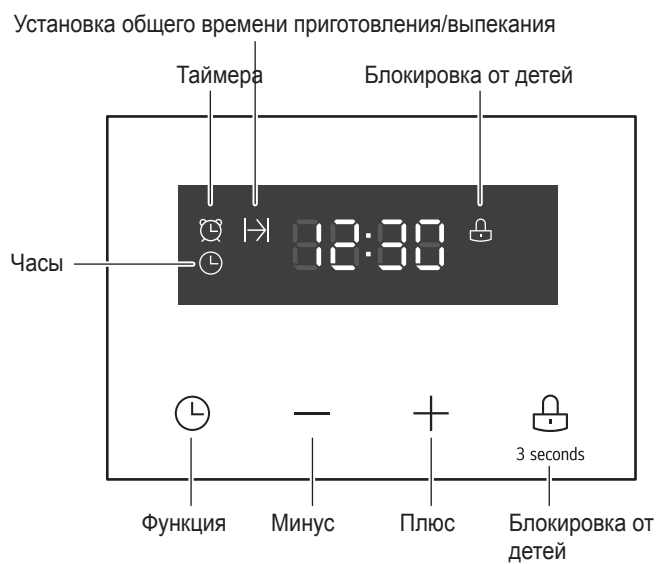 Установка общего времени приготовления/выпекания
Таймера
Блокировка от детей
12:30
Часы
3 seconds
Функция
Минус
Плюс
Блокировка от
детей